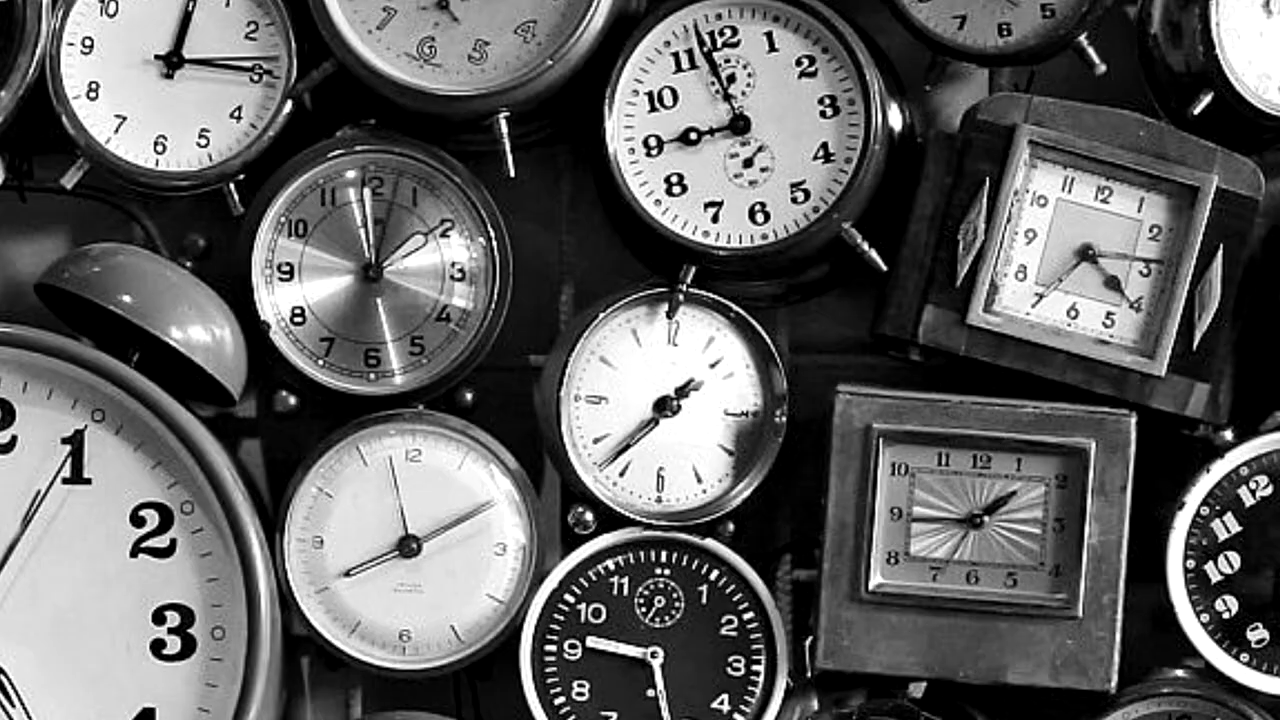 10 2 9 3 8 4 7 6 5
7 6 5 4
11 12 1 10 2 9 3 8 4 7 6 5
7 6 5
11 12 1 10 2 9 3 8 4 7 6 5
11 12 1 10 2 9 3 8 4 7 6 5
12 9 6
2 1 2 3 4
12 9 3 6
11 12 1 10 2 9 3 8 4 7 6 5
11 1 10 2 9 3 8 4 7
12 11 10 9 8